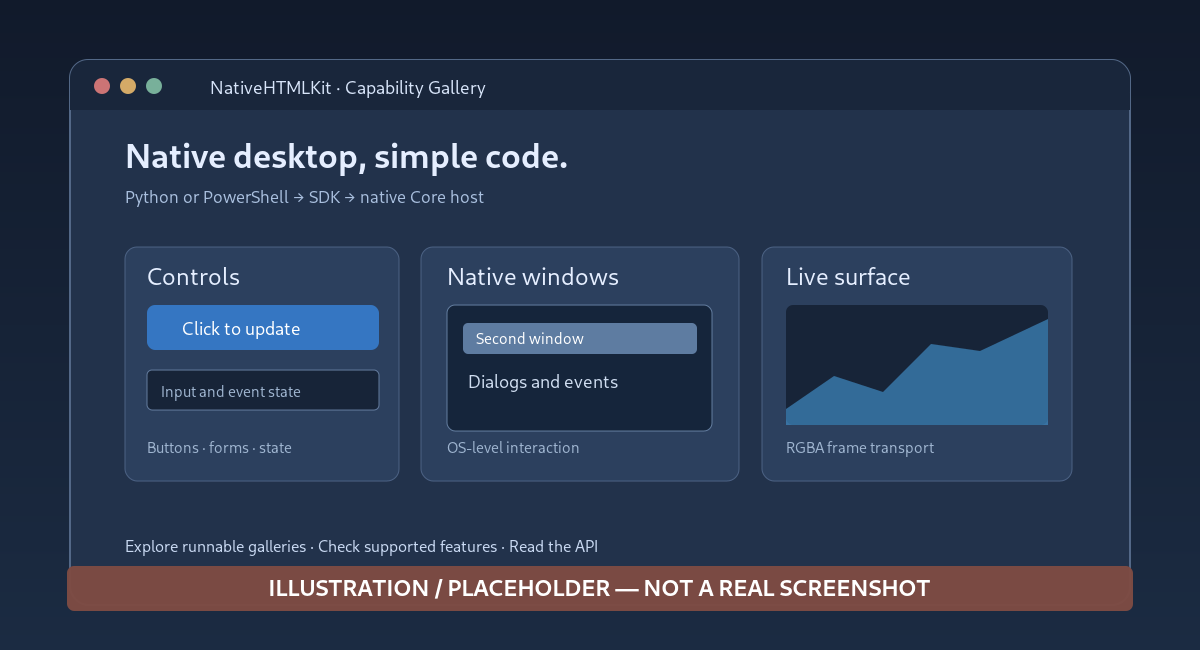 NativeHTMLKit · Capability Gallery
Native desktop, simple code.
Python or PowerShell → SDK → native Core host
Controls
Click to update
Input and event state
Buttons · forms · state
Native windows
Second window
Dialogs and events
OS-level interaction
Live surface
RGBA frame transport
Explore runnable galleries · Check supported features · Read the API
ILLUSTRATION / PLACEHOLDER — NOT A REAL SCREENSHOT